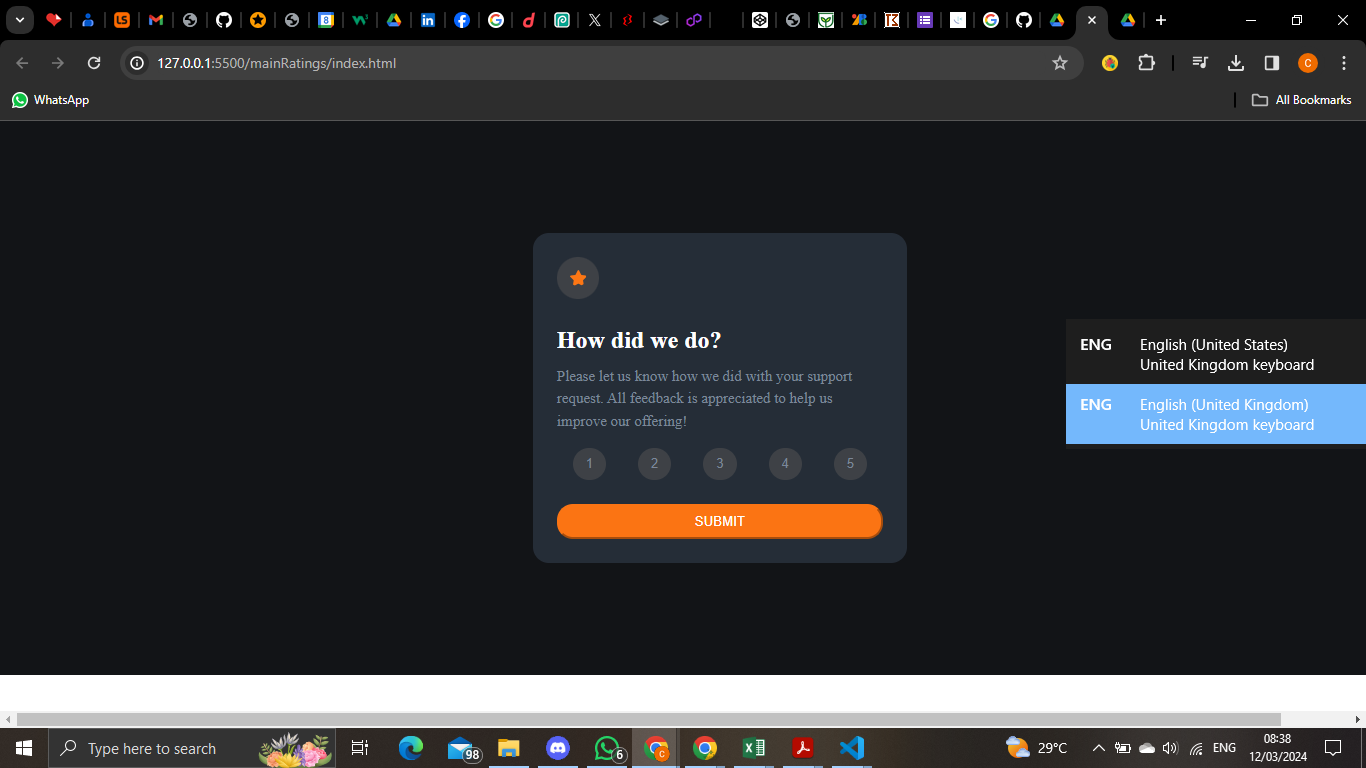 LS
8
127.0.0.1:5500/mainRatings/index.html
C
WhatsApp
All Bookmarks
How did we do?
Please let us know how we did with your support
request. All feedback is appreciated to help us
improve our offering!
1 2 3 4 5
SUBMIT
ENG English (United States)
United Kingdom keyboard
ENG English (United Kingdom)
United Kingdom keyboard
Type here to search
98
6
C
29°C
ENG
08:38
12/03/2024